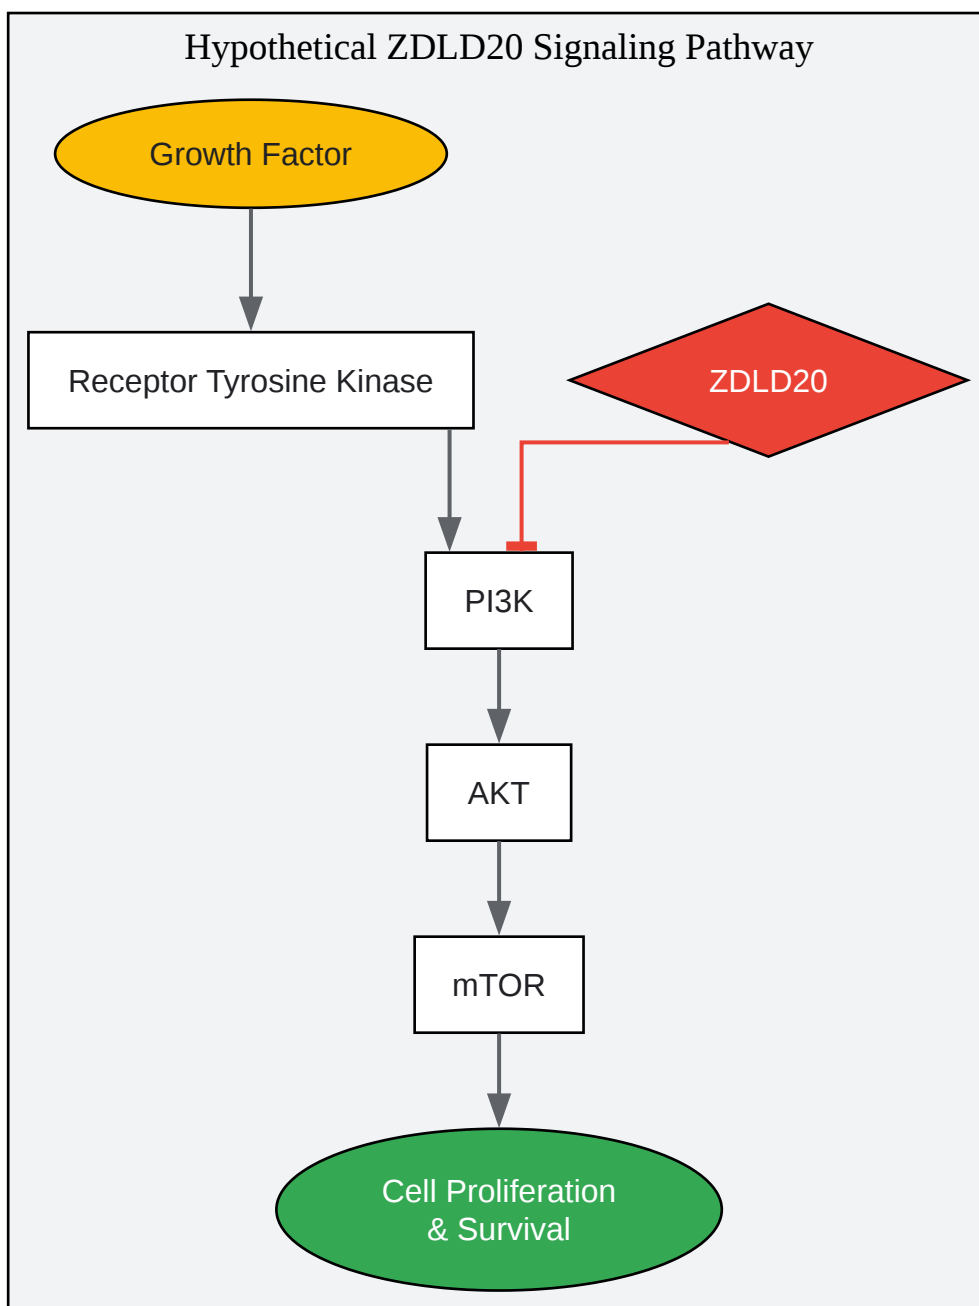 Hypothetical ZDLD20 Signaling Pathway
Growth Factor
Receptor Tyrosine Kinase
ZDLD20
PI3K
AKT
mTOR
Cell Proliferation
& Survival